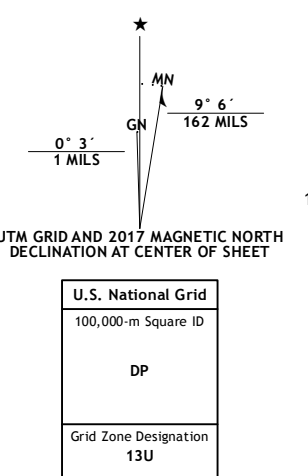 ★
MN
GN
9° 6´
162 MILS
0° 3´
1 MILS
UTM GRID AND 2017 MAGNETIC NORTH
DECLINATION AT CENTER OF SHEET
U.S. National Grid
100,000-m Square ID
DP
Grid Zone Designation
13U